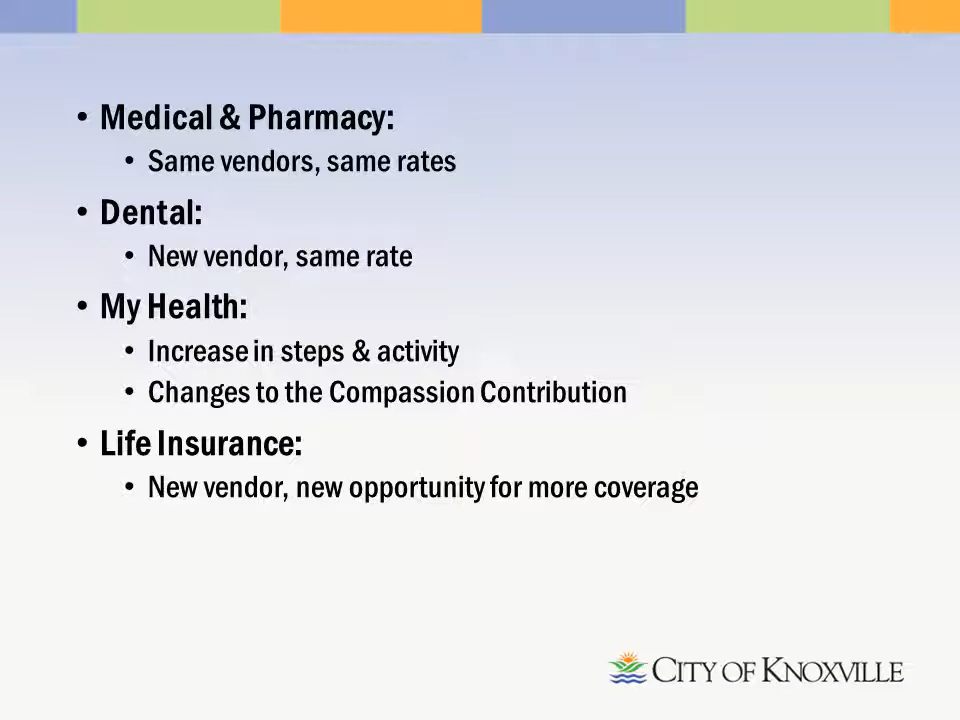 • Medical & Pharmacy:
• Same vendors, same rates
• Dental:
• New vendor, same rate
• My Health:
• Increase in steps & activity
• Changes to the Compassion Contribution
• Life Insurance:
• New vendor, new opportunity for more coverage
CITY OF KNOXVILLE